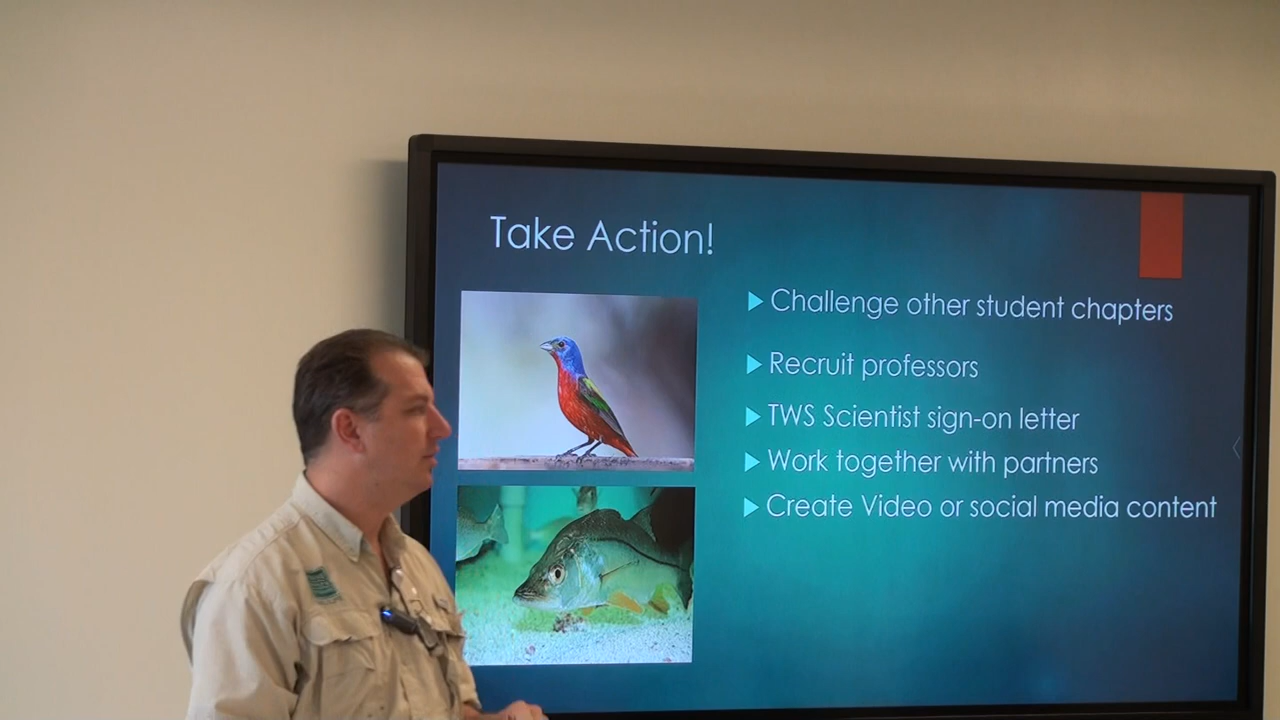 Take Action!
Challenge other student chapters
Recruit professors
TWS Scientist sign-on letter
Work together with partners
Create Video or social media content